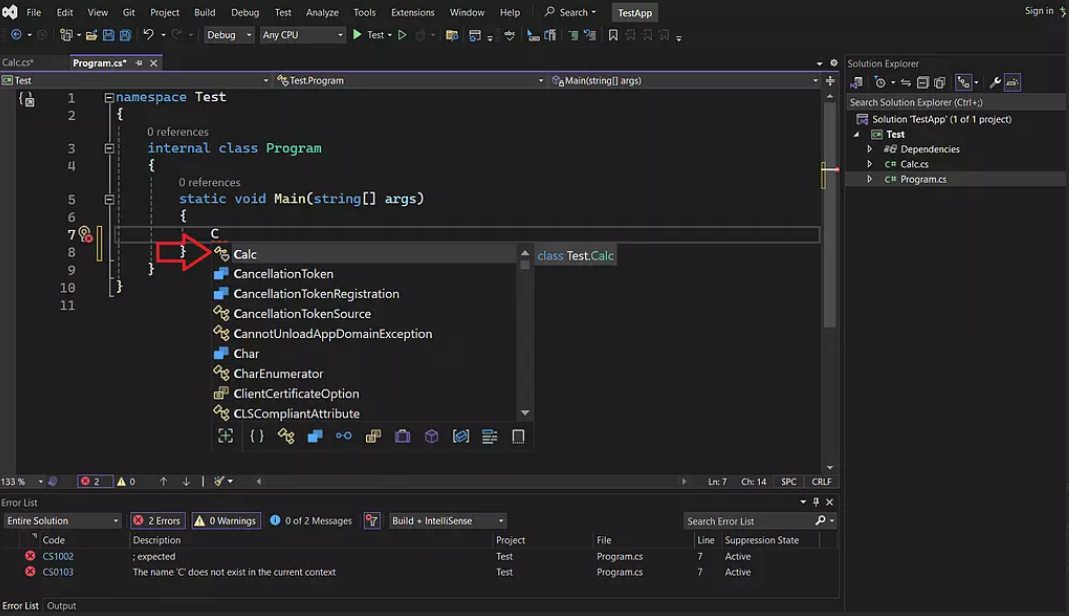 File Edit View Git Project Build Debug Test Analyze Tools Extensions Window Help Search TestApp Sign in
Debug Any CPU Test
Calc.cs* Program.cs*
Test Test.Program Main(string[] args)
1 namespace Test
2 {
0 references
3 internal class Program
4 {
0 references
5 static void Main(string[] args)
6 {
7 C
8 }
9 }
10 }
11
Calc
CancellationToken
CancellationTokenRegistration
CancellationTokenSource
CannotUnloadAppDomainException
Char
CharEnumerator
ClientCertificateOption
CLSCompliantAttribute
class Test.Calc
133 % 2 0 Ln: 7 Ch: 14 SPC CRLF
Solution Explorer
Search Solution Explorer (Ctrl+;)
Solution 'TestApp' (1 of 1 project)
Test
Dependencies
C# Calc.cs
C# Program.cs
Error List
Entire Solution 2 Errors 0 Warnings 0 of 2 Messages Build + IntelliSense Search Error List
Code Description Project File Line Suppression State
CS1002 ; expected Test Program.cs 7 Active
CS0103 The name 'C' does not exist in the current context Test Program.cs 7 Active
Error List Output